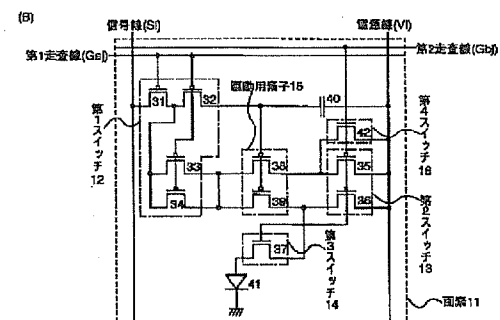 (B)
信号線(Si)
電源線(Vi)
第1走査線(Gaj)
第2走査線(Gbj)
31
32
駆動用素子15
40
第1スイッチ12
42
第4スイッチ16
33
38
35
34
39
36
第2スイッチ13
37
第3スイッチ14
41
画素11